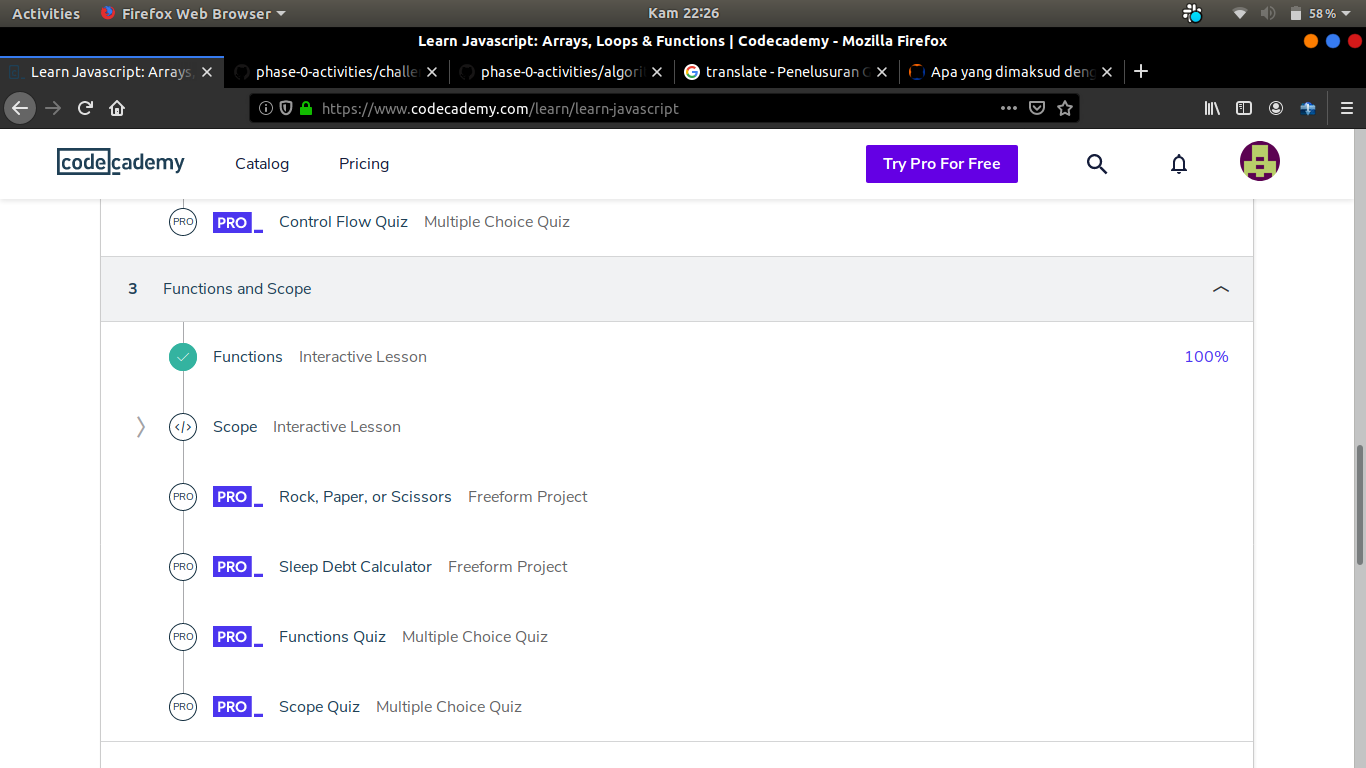 Activities Firefox Web Browser Kam 22:26 58%
Learn Javascript: Arrays, Loops & Functions | Codecademy - Mozilla Firefox
Learn Javascript: Arrays, phase-0-activities/challe phase-0-activities/algori translate - Penelusuran G Apa yang dimaksud deng
https://www.codecademy.com/learn/learn-javascript
codecademy Catalog Pricing Try Pro For Free
PRO PRO Control Flow Quiz Multiple Choice Quiz
3 Functions and Scope
Functions Interactive Lesson 100%
</> Scope Interactive Lesson
PRO PRO Rock, Paper, or Scissors Freeform Project
PRO PRO Sleep Debt Calculator Freeform Project
PRO PRO Functions Quiz Multiple Choice Quiz
PRO PRO Scope Quiz Multiple Choice Quiz